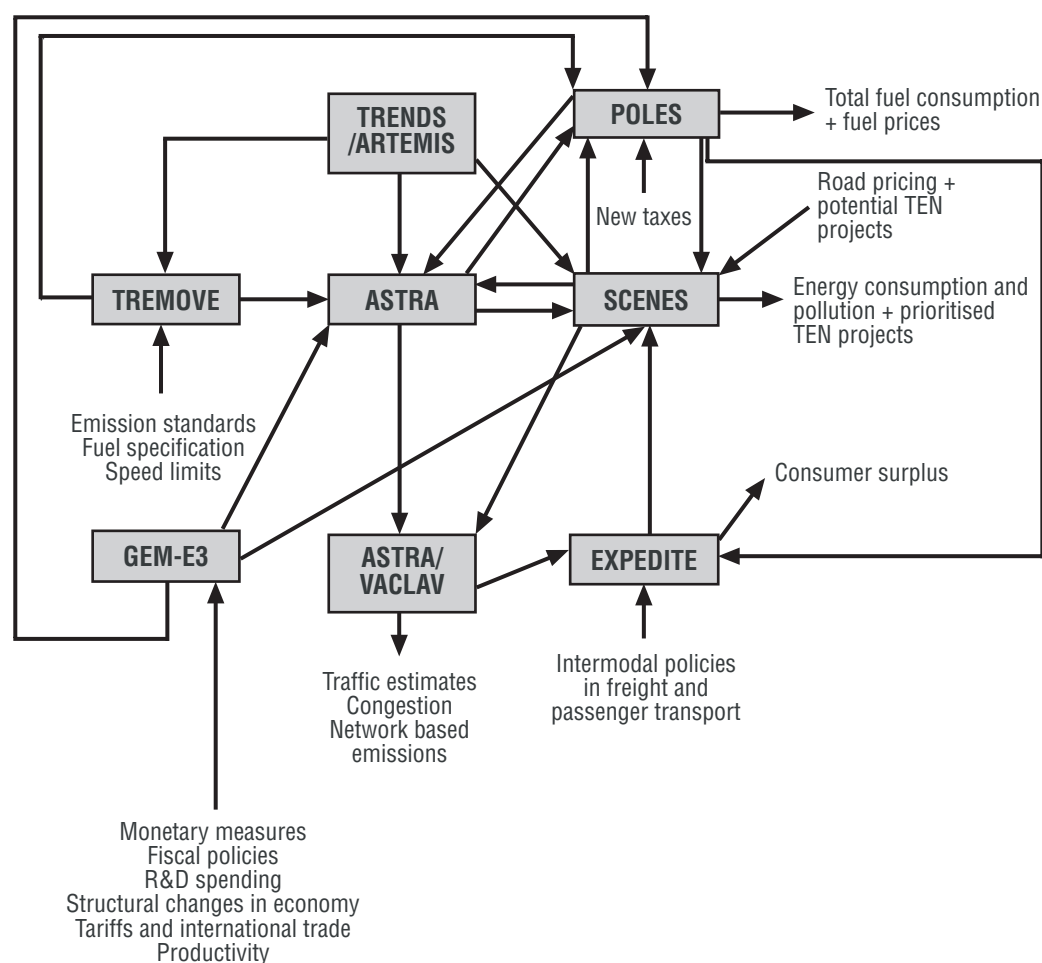 TRENDS
/ARTEMIS
POLES
Total fuel consumption
+ fuel prices
New taxes
Road pricing +
potential TEN
projects
TREMOVE
ASTRA
SCENES
Energy consumption and
pollution + prioritised
TEN projects
Emission standards
Fuel specification
Speed limits
Consumer surplus
GEM-E3
ASTRA/
VACLAV
EXPEDITE
Traffic estimates
Congestion
Network based
emissions
Intermodal policies
in freight and
passenger transport
Monetary measures
Fiscal policies
R&D spending
Structural changes in economy
Tariffs and international trade
Productivity